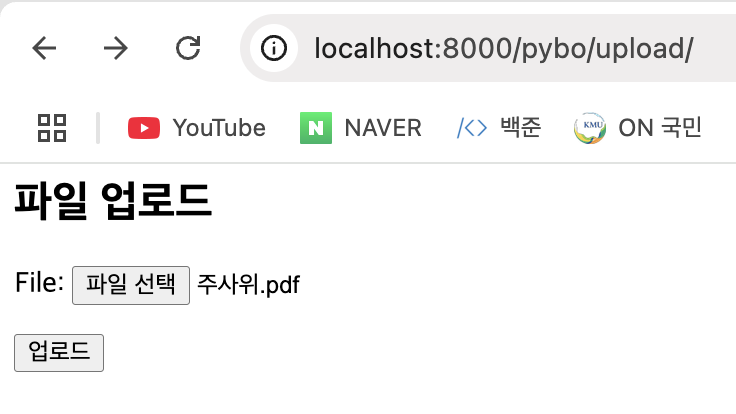 localhost:8000/pybo/upload/
YouTube NAVER 백준 KMU ON 국민
파일 업로드
File: 파일 선택 주사위.pdf
업로드